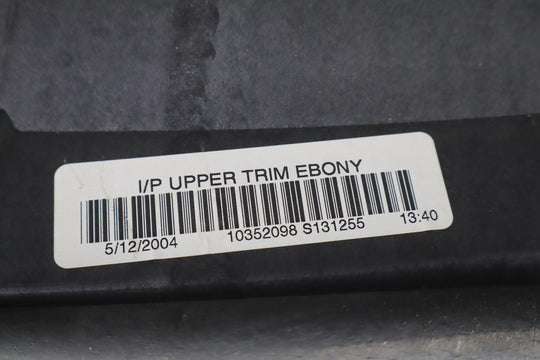 I/P UPPER TRIM EBONY
5/12/2004 10352098 S131255 13:40